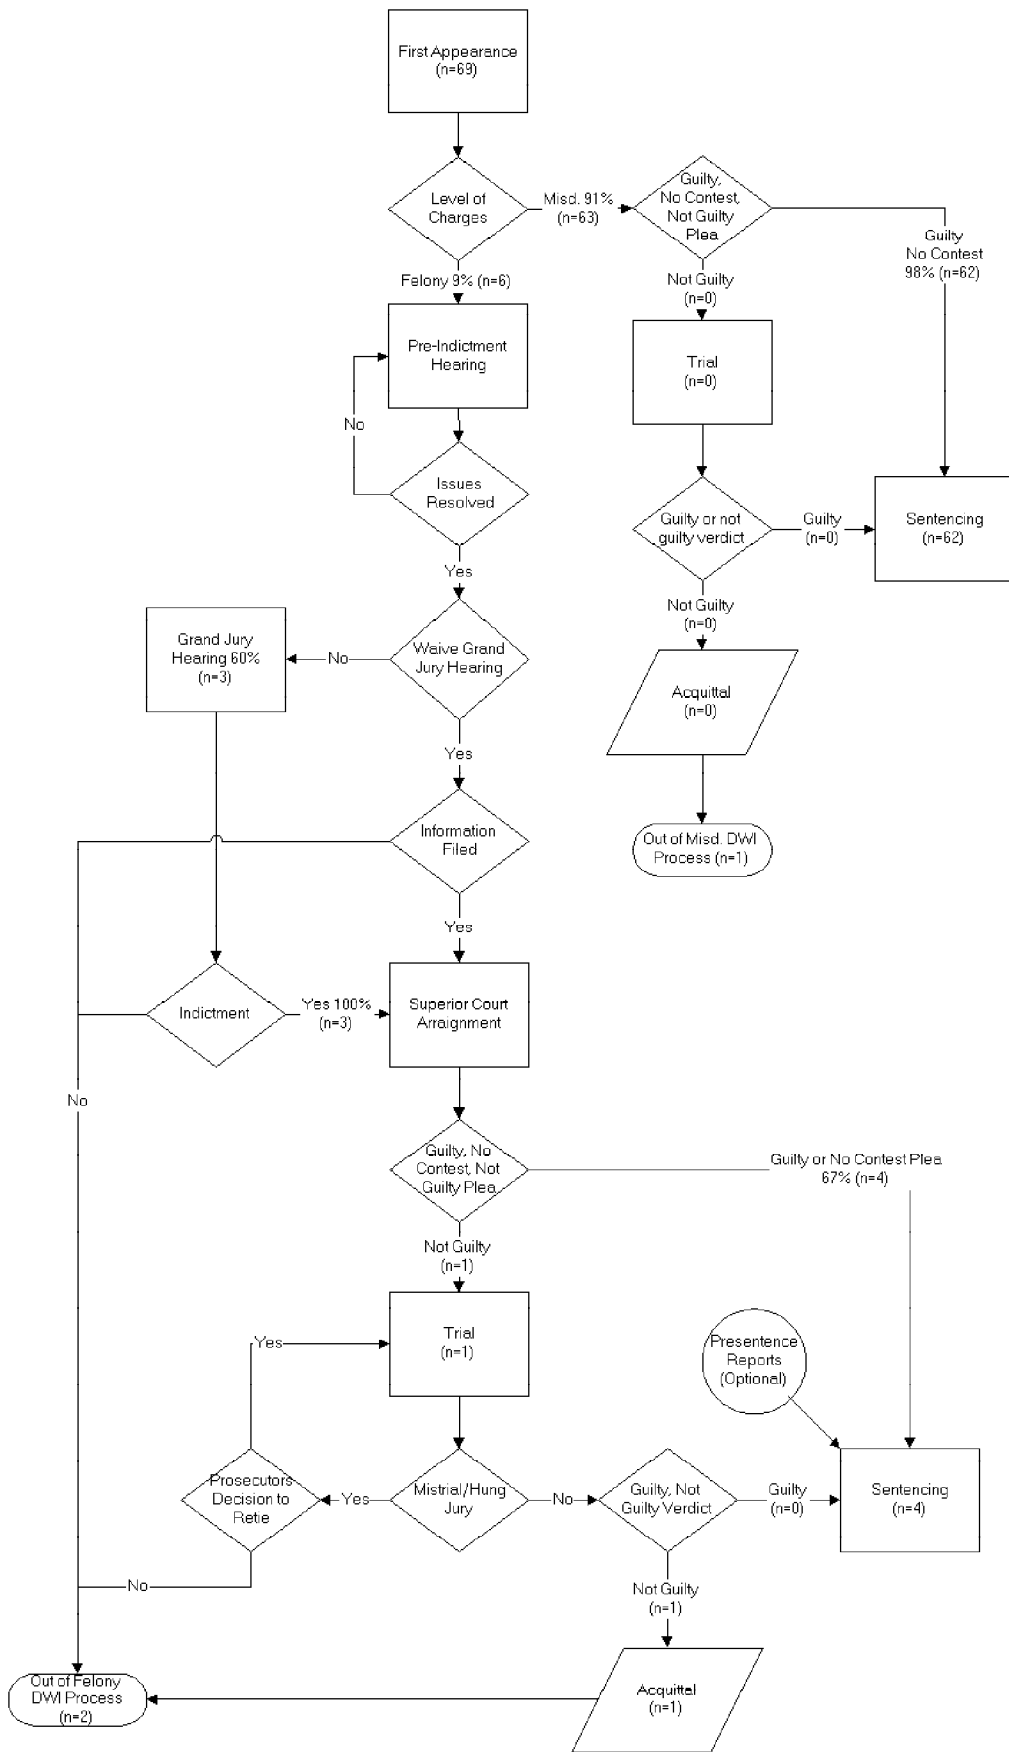 First Appearance
(n=69)
Level of
Charges
Misd. 91%
(n=63)
Guilty,
No Contest,
Not Guilty
Plea
Guilty
No Contest
98% (n=62)
Felony 9% (n=6)
Not Guilty
(n=0)
Pre-Indictment
Hearing
Trial
(n=0)
No
Issues
Resolved
Guilty or not
guilty verdict
Guilty
(n=0)
Sentencing
(n=62)
Yes
Not Guilty
(n=0)
Grand Jury
Hearing 60%
(n=3)
No
Waive Grand
Jury Hearing
Acquittal
(n=0)
Yes
Information
Filed
Out of Misd. DWI
Process (n=1)
Yes
Indictment
Yes 100%
(n=3)
Superior Court
Arraignment
No
Guilty, No
Contest, Not
Guilty Plea
Guilty or No Contest Plea
67% (n=4)
Not Guilty
(n=1)
Yes
Trial
(n=1)
Presentence
Reports
(Optional)
Prosecutors
Decision to
Retie
Yes
Mistrial/Hung
Jury
No
Guilty, Not
Guilty Verdict
Guilty
(n=0)
Sentencing
(n=4)
No
Not Guilty
(n=1)
Out of Felony
DWI Process
(n=2)
Acquittal
(n=1)